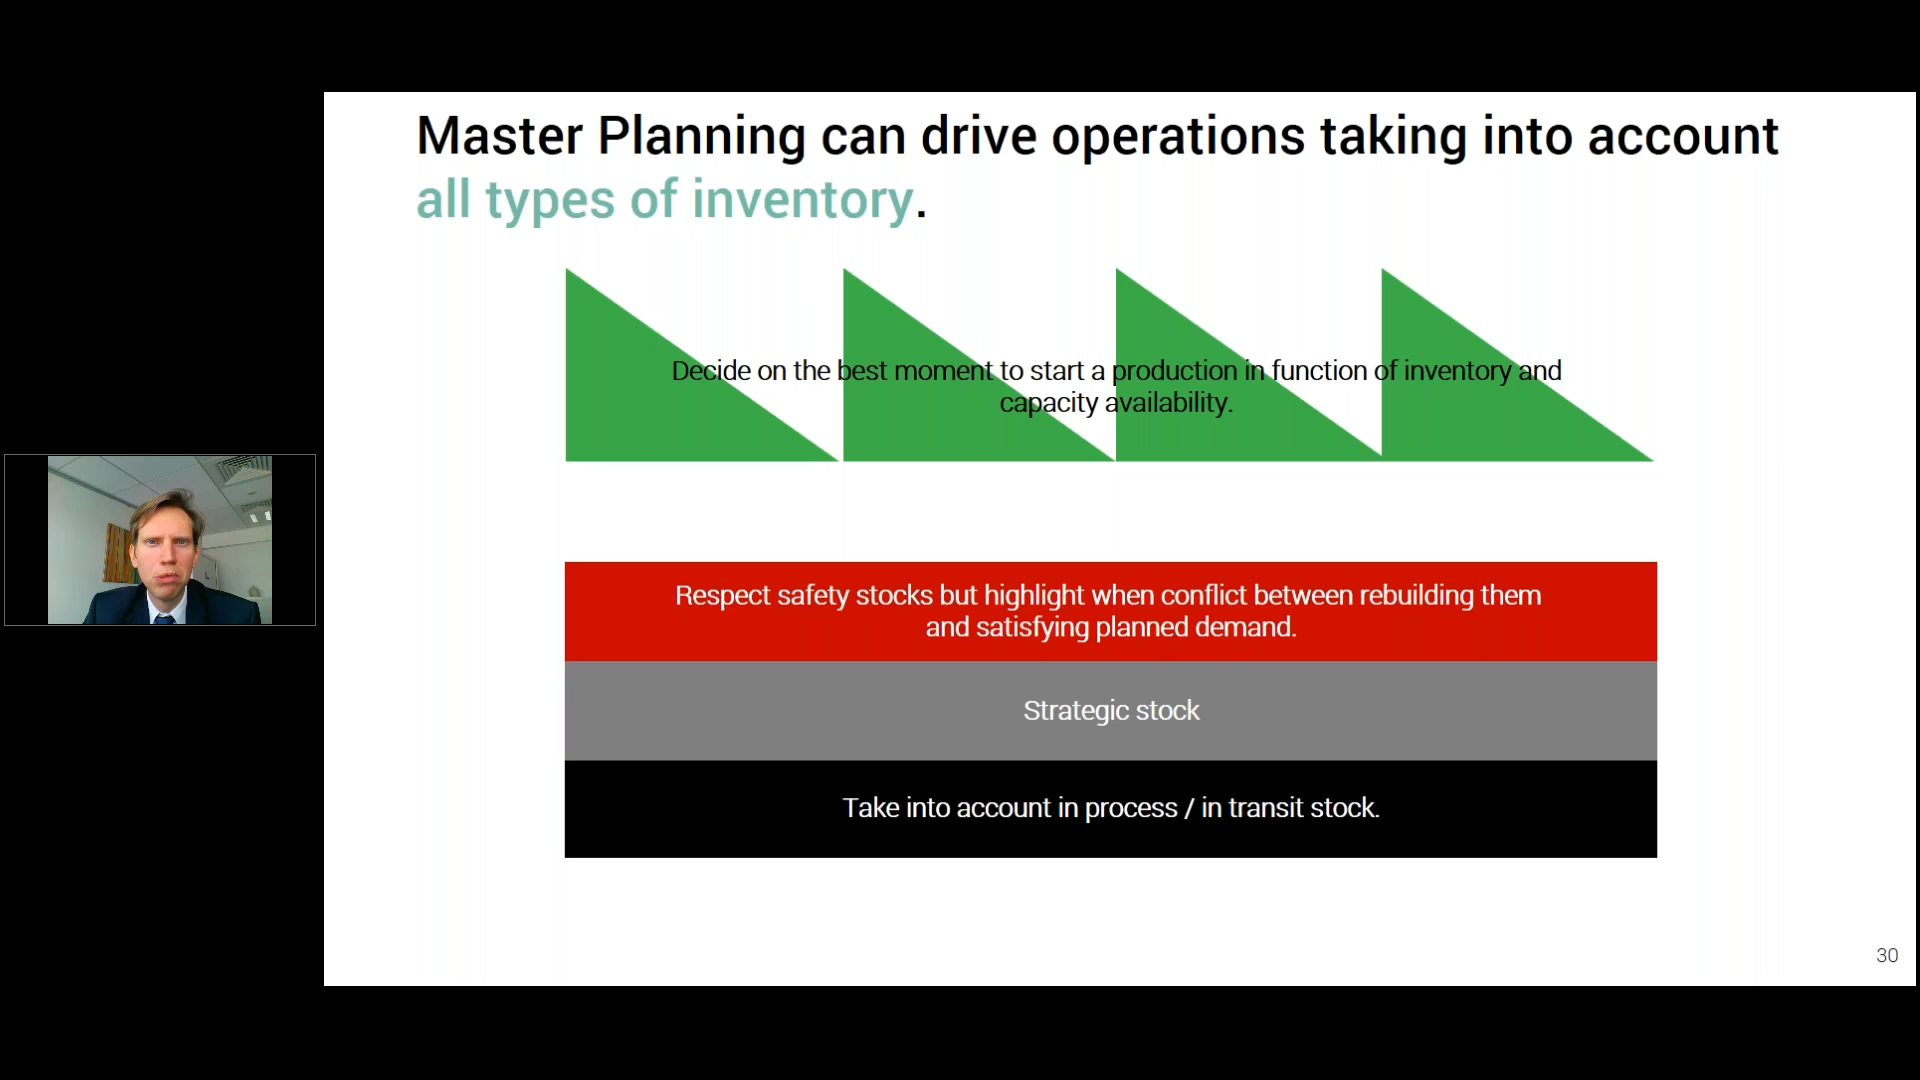 Master Planning can drive operations taking into account
all types of inventory.
Decide on the best moment to start a production in function of inventory and
capacity availability.
Respect safety stocks but highlight when conflict between rebuilding them
and satisfying planned demand.
Strategic stock
Take into account in process / in transit stock.
30